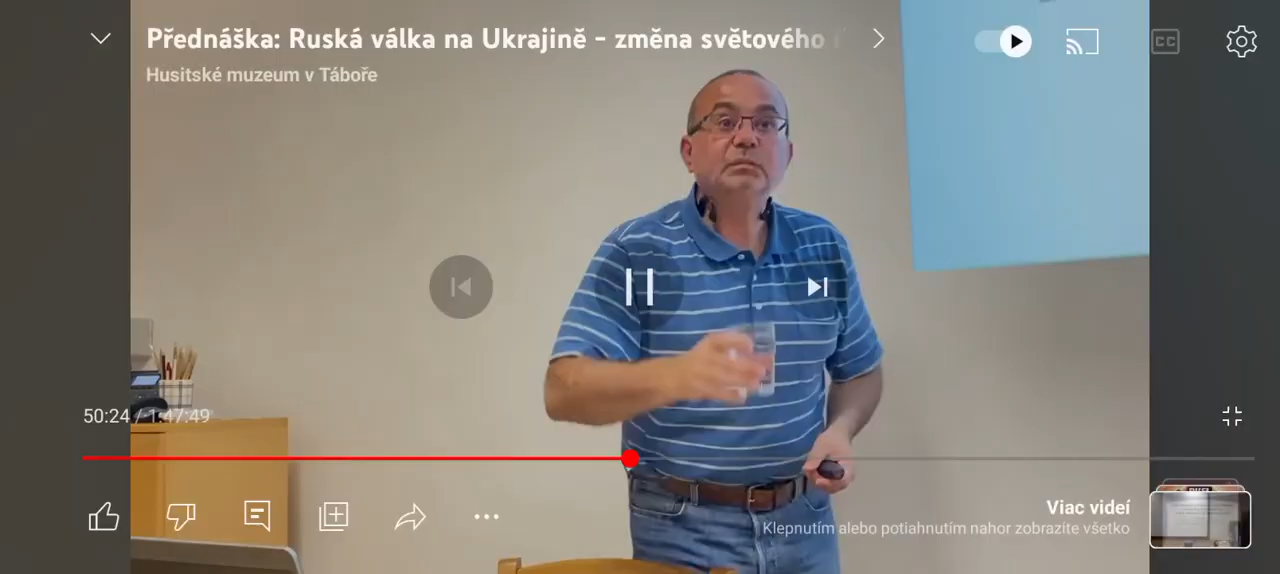 Přednáška: Ruská válka na Ukrajině - změna světového
Husitské muzeum v Táboře
CC
50:24 / 1:47:49
Viac videí
Klepnutím alebo potiahnutím nahor zobrazíte všetko